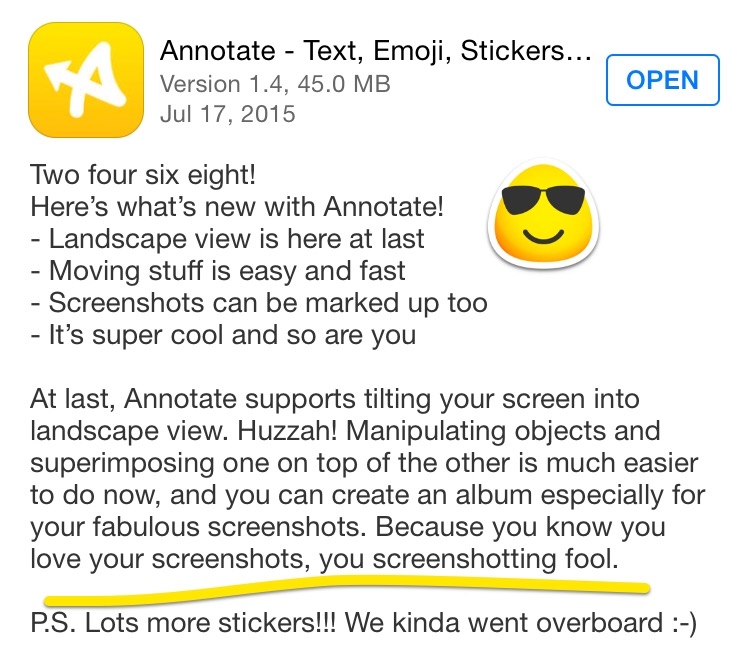 Annotate - Text, Emoji, Stickers...
Version 1.4, 45.0 MB
Jul 17, 2015
OPEN
Two four six eight!
Here’s what’s new with Annotate!
- Landscape view is here at last
- Moving stuff is easy and fast
- Screenshots can be marked up too
- It’s super cool and so are you
At last, Annotate supports tilting your screen into
landscape view. Huzzah! Manipulating objects and
superimposing one on top of the other is much easier
to do now, and you can create an album especially for
your fabulous screenshots. Because you know you
love your screenshots, you screenshotting fool.
P.S. Lots more stickers!!! We kinda went overboard :-)